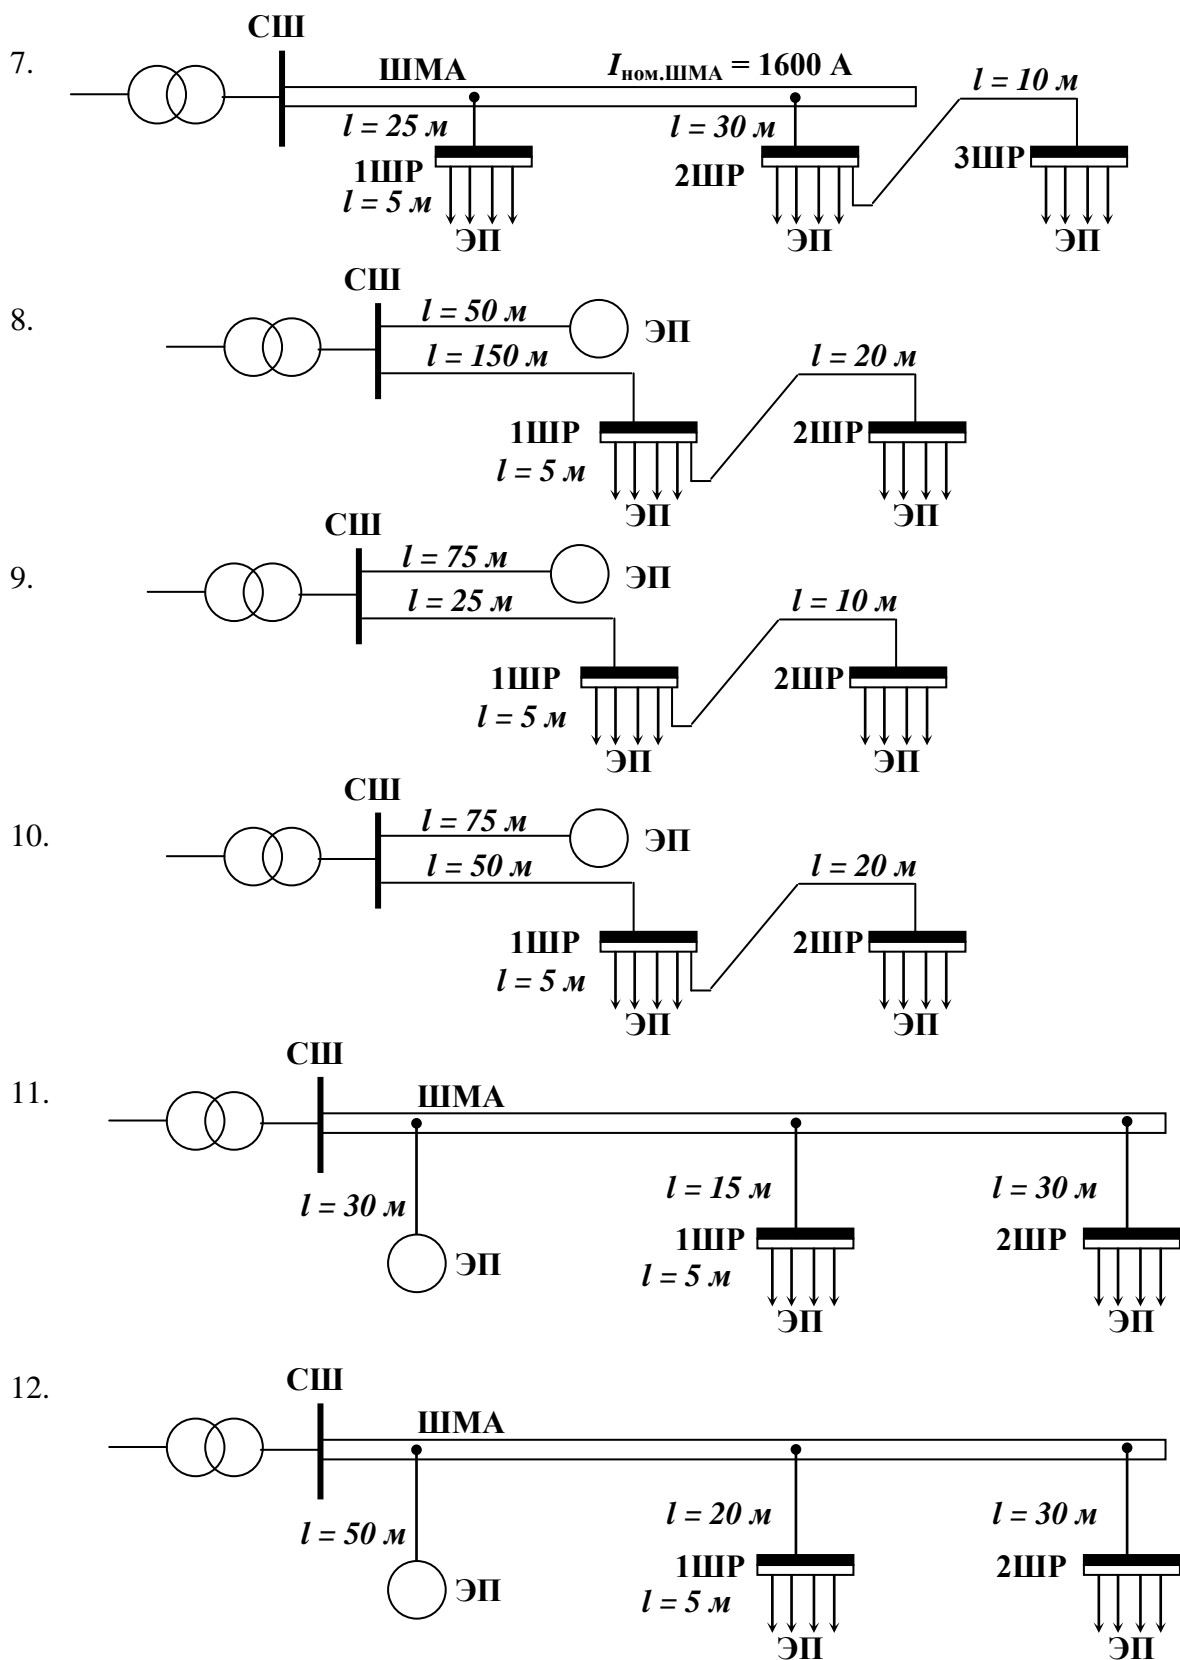 7.
СШ
ШМА
Iном.ШМА = 1600 А
l = 10 м
l = 25 м
l = 30 м
1ШР
2ШР
3ШР
l = 5 м
ЭП
ЭП
ЭП
8.
СШ
l = 50 м
ЭП
l = 150 м
l = 20 м
1ШР
2ШР
l = 5 м
ЭП
ЭП
9.
СШ
l = 75 м
ЭП
l = 25 м
l = 10 м
1ШР
2ШР
l = 5 м
ЭП
ЭП
10.
СШ
l = 75 м
ЭП
l = 50 м
l = 20 м
1ШР
2ШР
l = 5 м
ЭП
ЭП
11.
СШ
ШМА
l = 30 м
l = 15 м
l = 30 м
ЭП
1ШР
2ШР
l = 5 м
ЭП
ЭП
12.
СШ
ШМА
l = 50 м
l = 20 м
l = 30 м
ЭП
1ШР
2ШР
l = 5 м
ЭП
ЭП